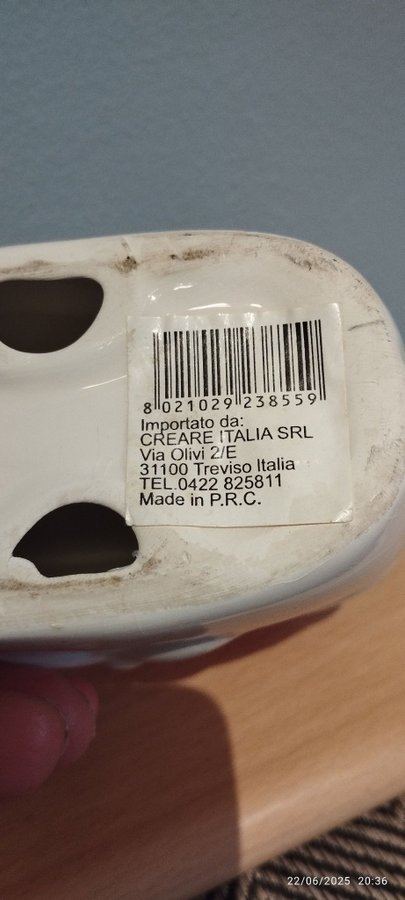 8 021029 238559
Importato da:
CREARE ITALIA SRL
Via Olivi 2/E
31100 Treviso Italia
TEL.0422 825811
Made in P.R.C.
22/06/2025 20:36